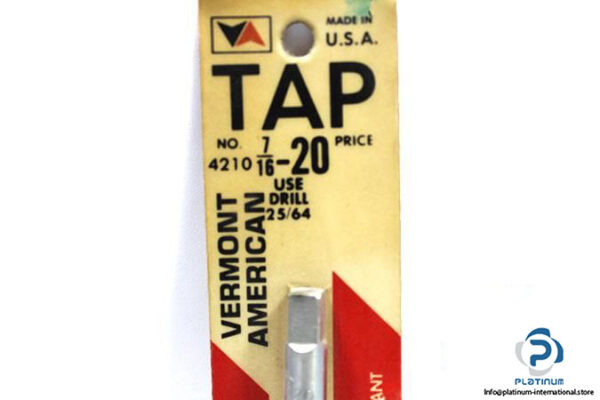 MADE IN
U.S.A.
TAP
NO. 7/16-20 PRICE
4210
USE
DRILL
25/64
VERMONT
AMERICAN
ANT
PLATINUM
Info@platinum-international.store